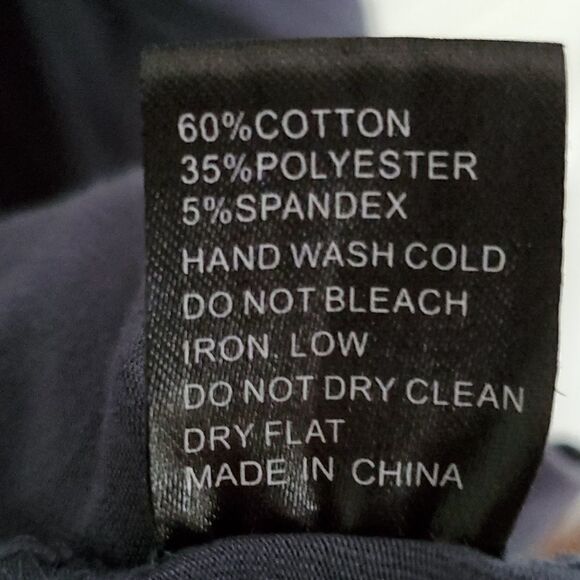 60%COTTON
35%POLYESTER
5%SPANDEX
HAND WASH COLD
DO NOT BLEACH
IRON. LOW
DO NOT DRY CLEAN
DRY FLAT
MADE IN CHINA